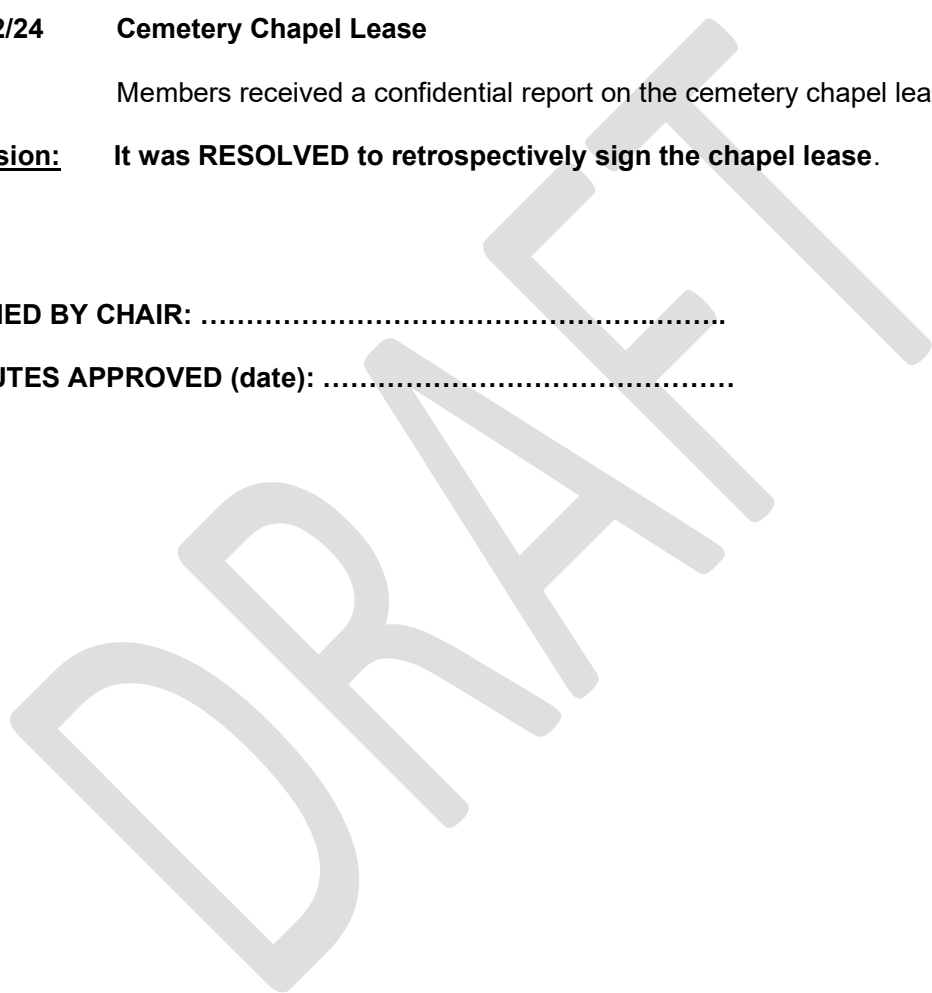 2/24 Cemetery Chapel Lease
Members received a confidential report on the cemetery chapel lea
sion: It was RESOLVED to retrospectively sign the chapel lease.
IED BY CHAIR: ……………………………………………..……..
UTES APPROVED (date): ………………………………………
DRAFT